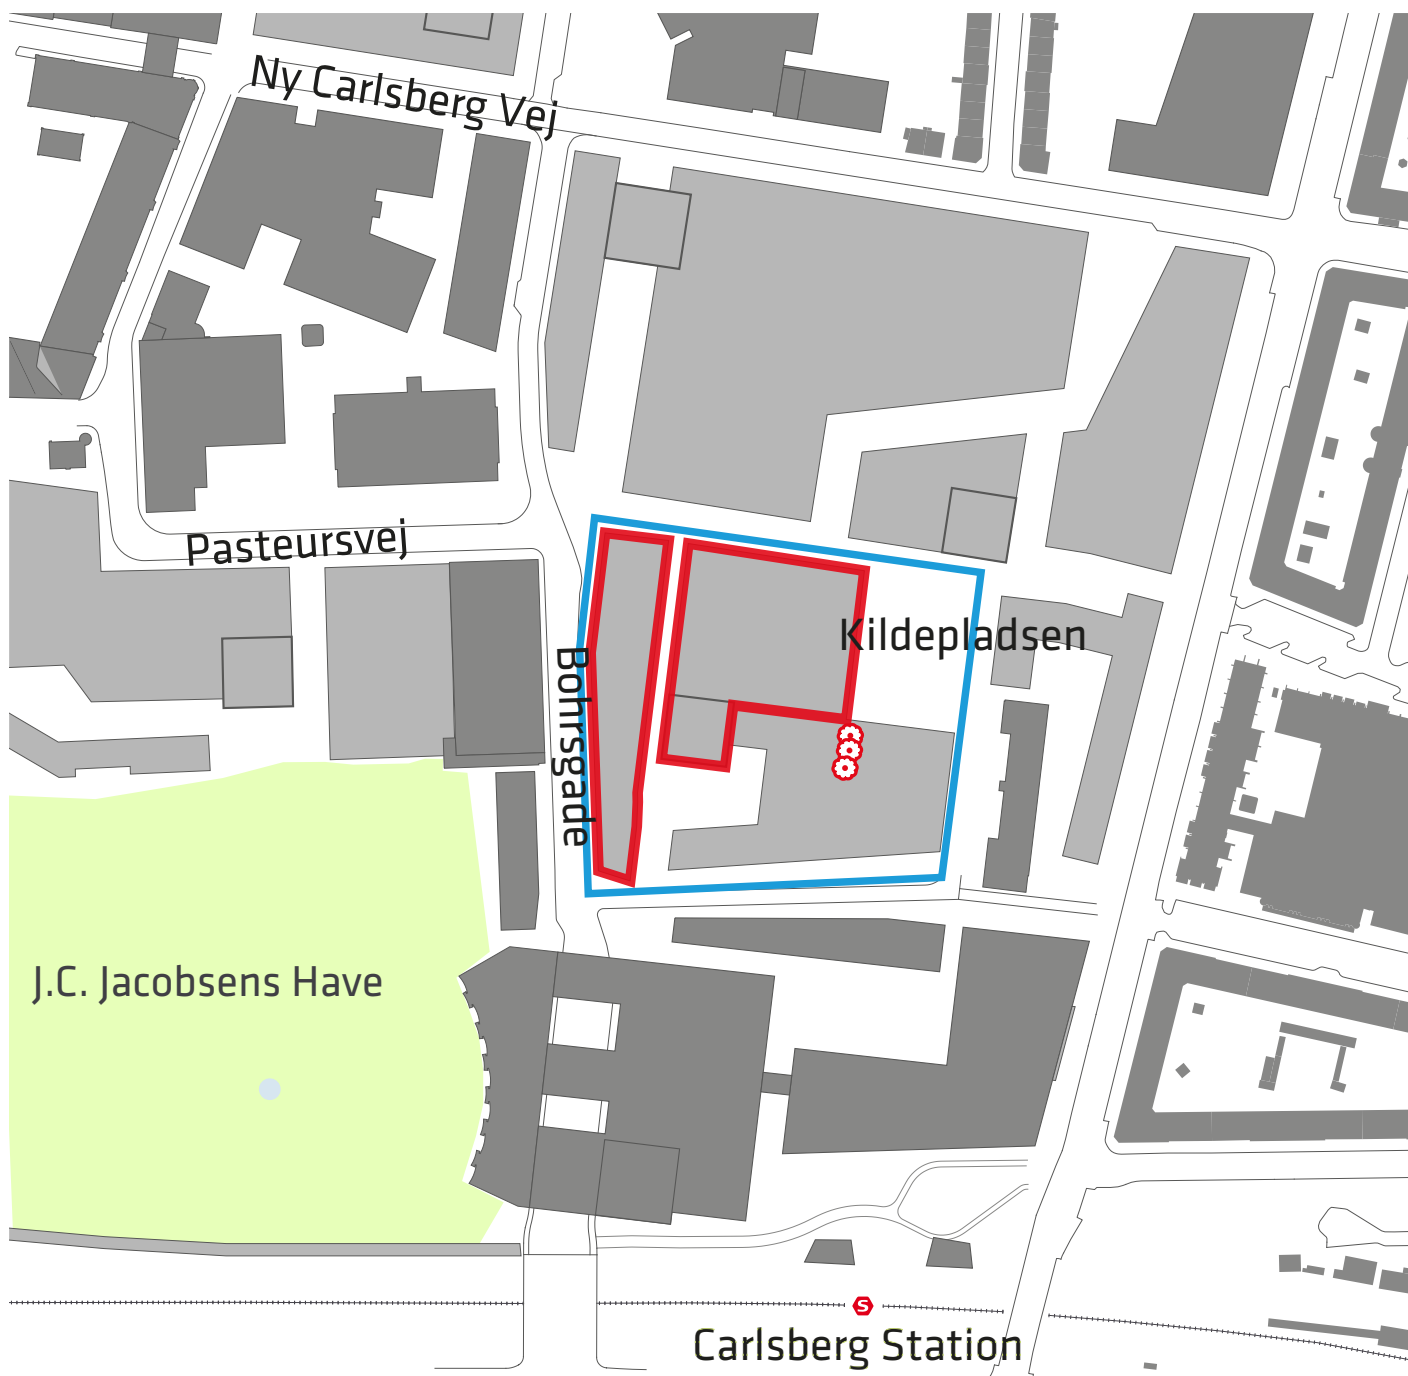 Ny Carlsberg Vej
Pasteursvej
Kildepladsen
Bohrsgade
J.C. Jacobsens Have
S
Carlsberg Station